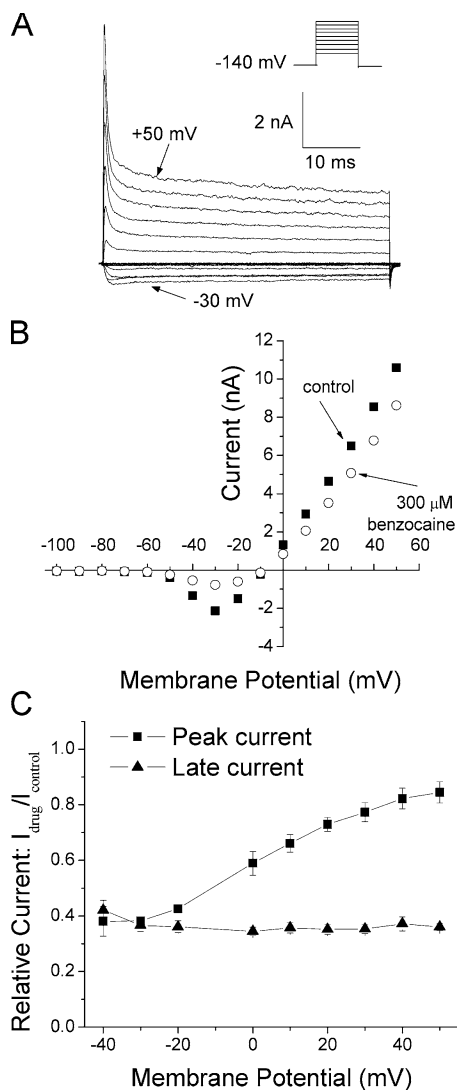 A
-140 mV
+50 mV
2 nA
10 ms
-30 mV
B
Current (nA)
12
10
8
6
4
2
-2
-4
control
300 μM
benzocaine
-100 -80 -60 -40 -20 20 40 60
Membrane Potential (mV)
C
Peak current
Late current
Relative Current: I_drug/I_control
1.0
0.8
0.6
0.4
0.2
0.0
-40 -20 0 20 40
Membrane Potential (mV)